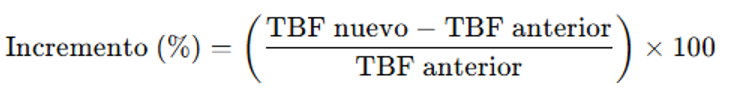 Incremento (%) = ( TBF nuevo − TBF anterior / TBF anterior ) × 100